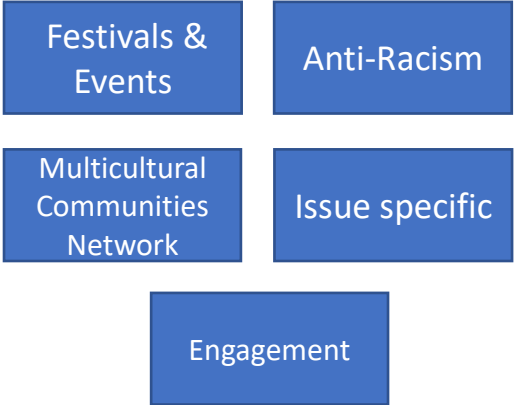 Festivals &
Events
Anti-Racism
Multicultural
Communities
Network
Issue specific
Engagement